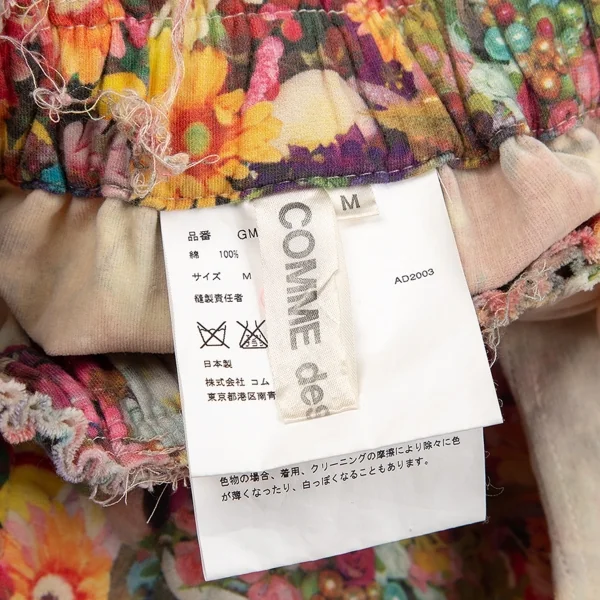 品番 GM
綿 100%
サイズ M
縫製責任者
日本製
株式会社 コム
東京都港区南青
COMME des
M
AD2003
色物の場合、着用、クリーニングの摩擦により除々に色
が薄くなったり、白っぽくなることもあります。